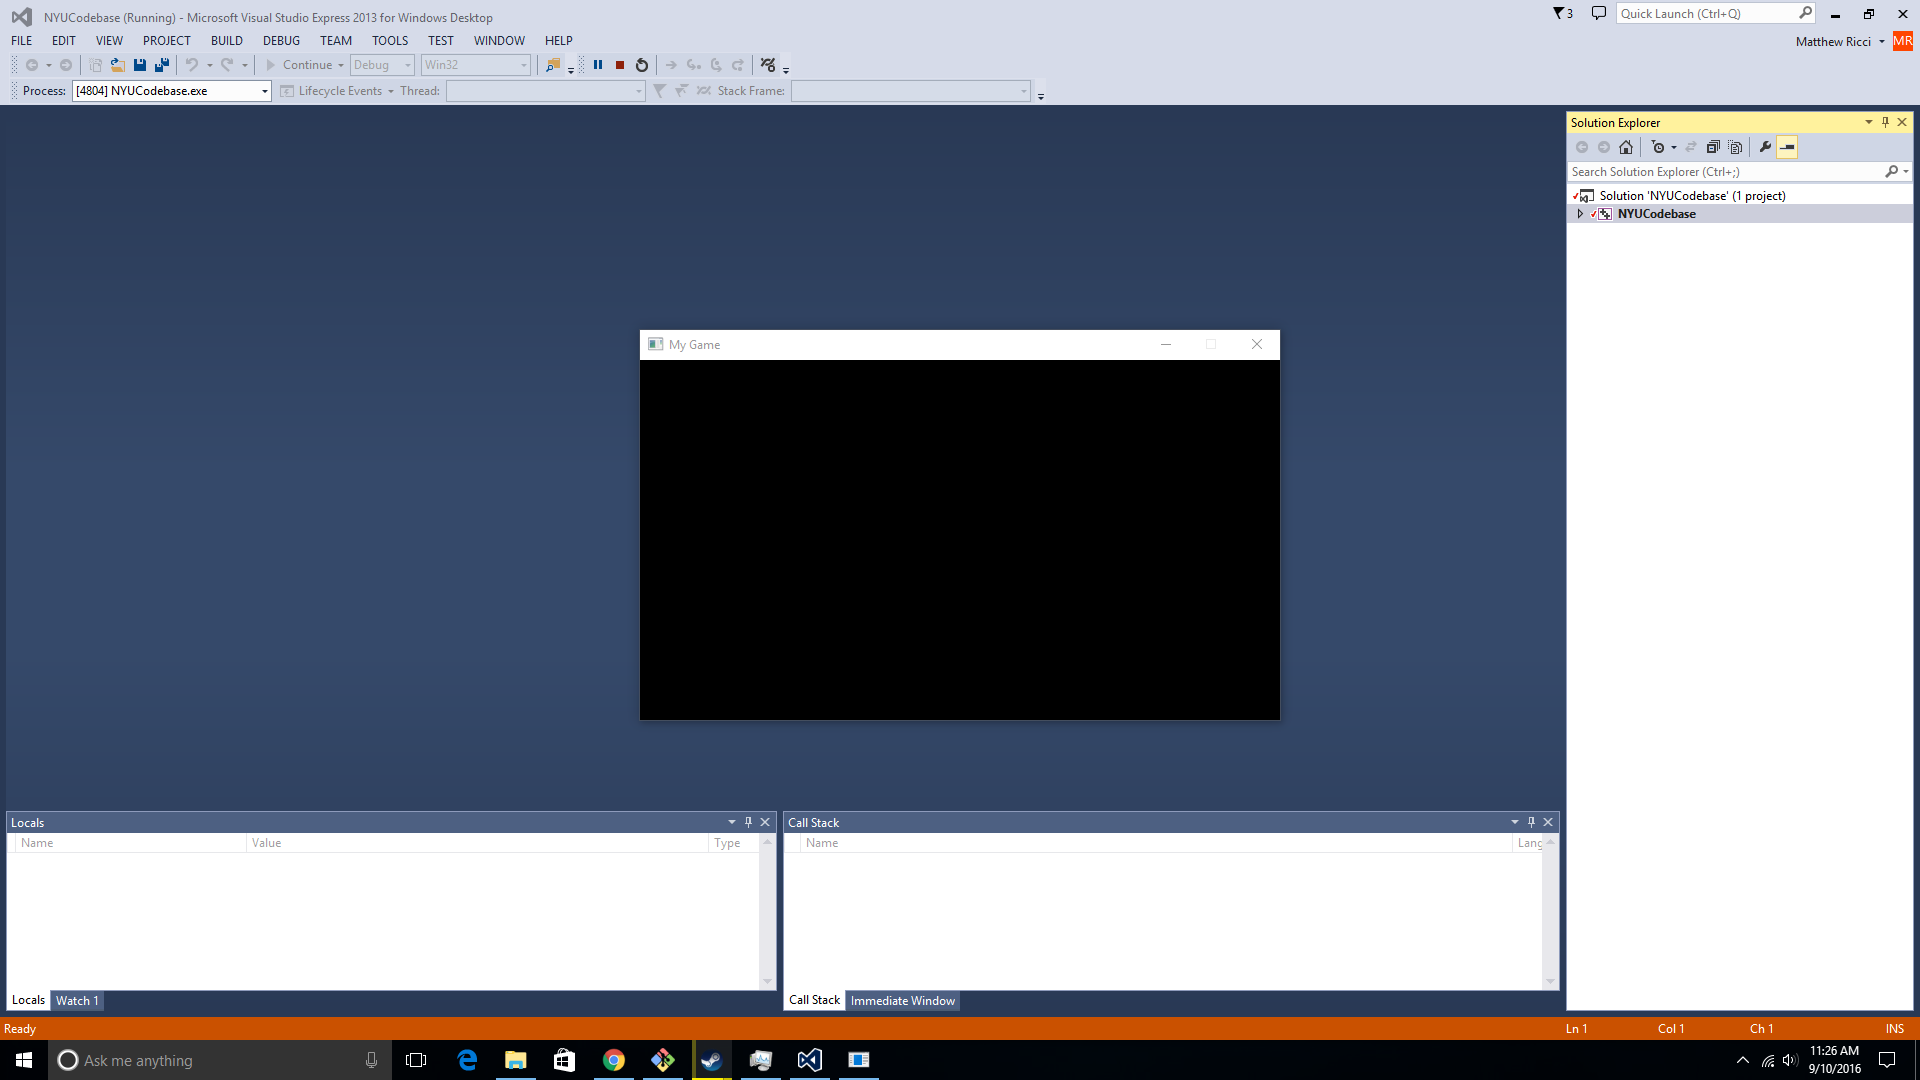 NYUCodebase (Running) - Microsoft Visual Studio Express 2013 for Windows Desktop
3
Quick Launch (Ctrl+Q)
FILE EDIT VIEW PROJECT BUILD DEBUG TEAM TOOLS TEST WINDOW HELP
Matthew Ricci MR
Continue Debug Win32
Process: [4804] NYUCodebase.exe Lifecycle Events Thread: Stack Frame:
Solution Explorer
Search Solution Explorer (Ctrl+;)
Solution 'NYUCodebase' (1 project)
NYUCodebase
My Game
Locals
Name Value Type
Locals Watch 1
Call Stack
Name Lang
Call Stack Immediate Window
Ready Ln 1 Col 1 Ch 1 INS
Ask me anything
11:26 AM
9/10/2016